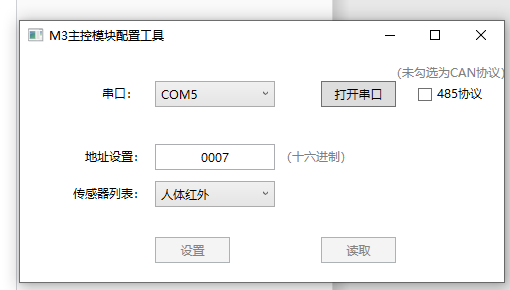 M3主控模块配置工具
(未勾选为CAN协议)
串口： COM5 打开串口 485协议
地址设置： 0007 (十六进制)
传感器列表： 人体红外
设置 读取